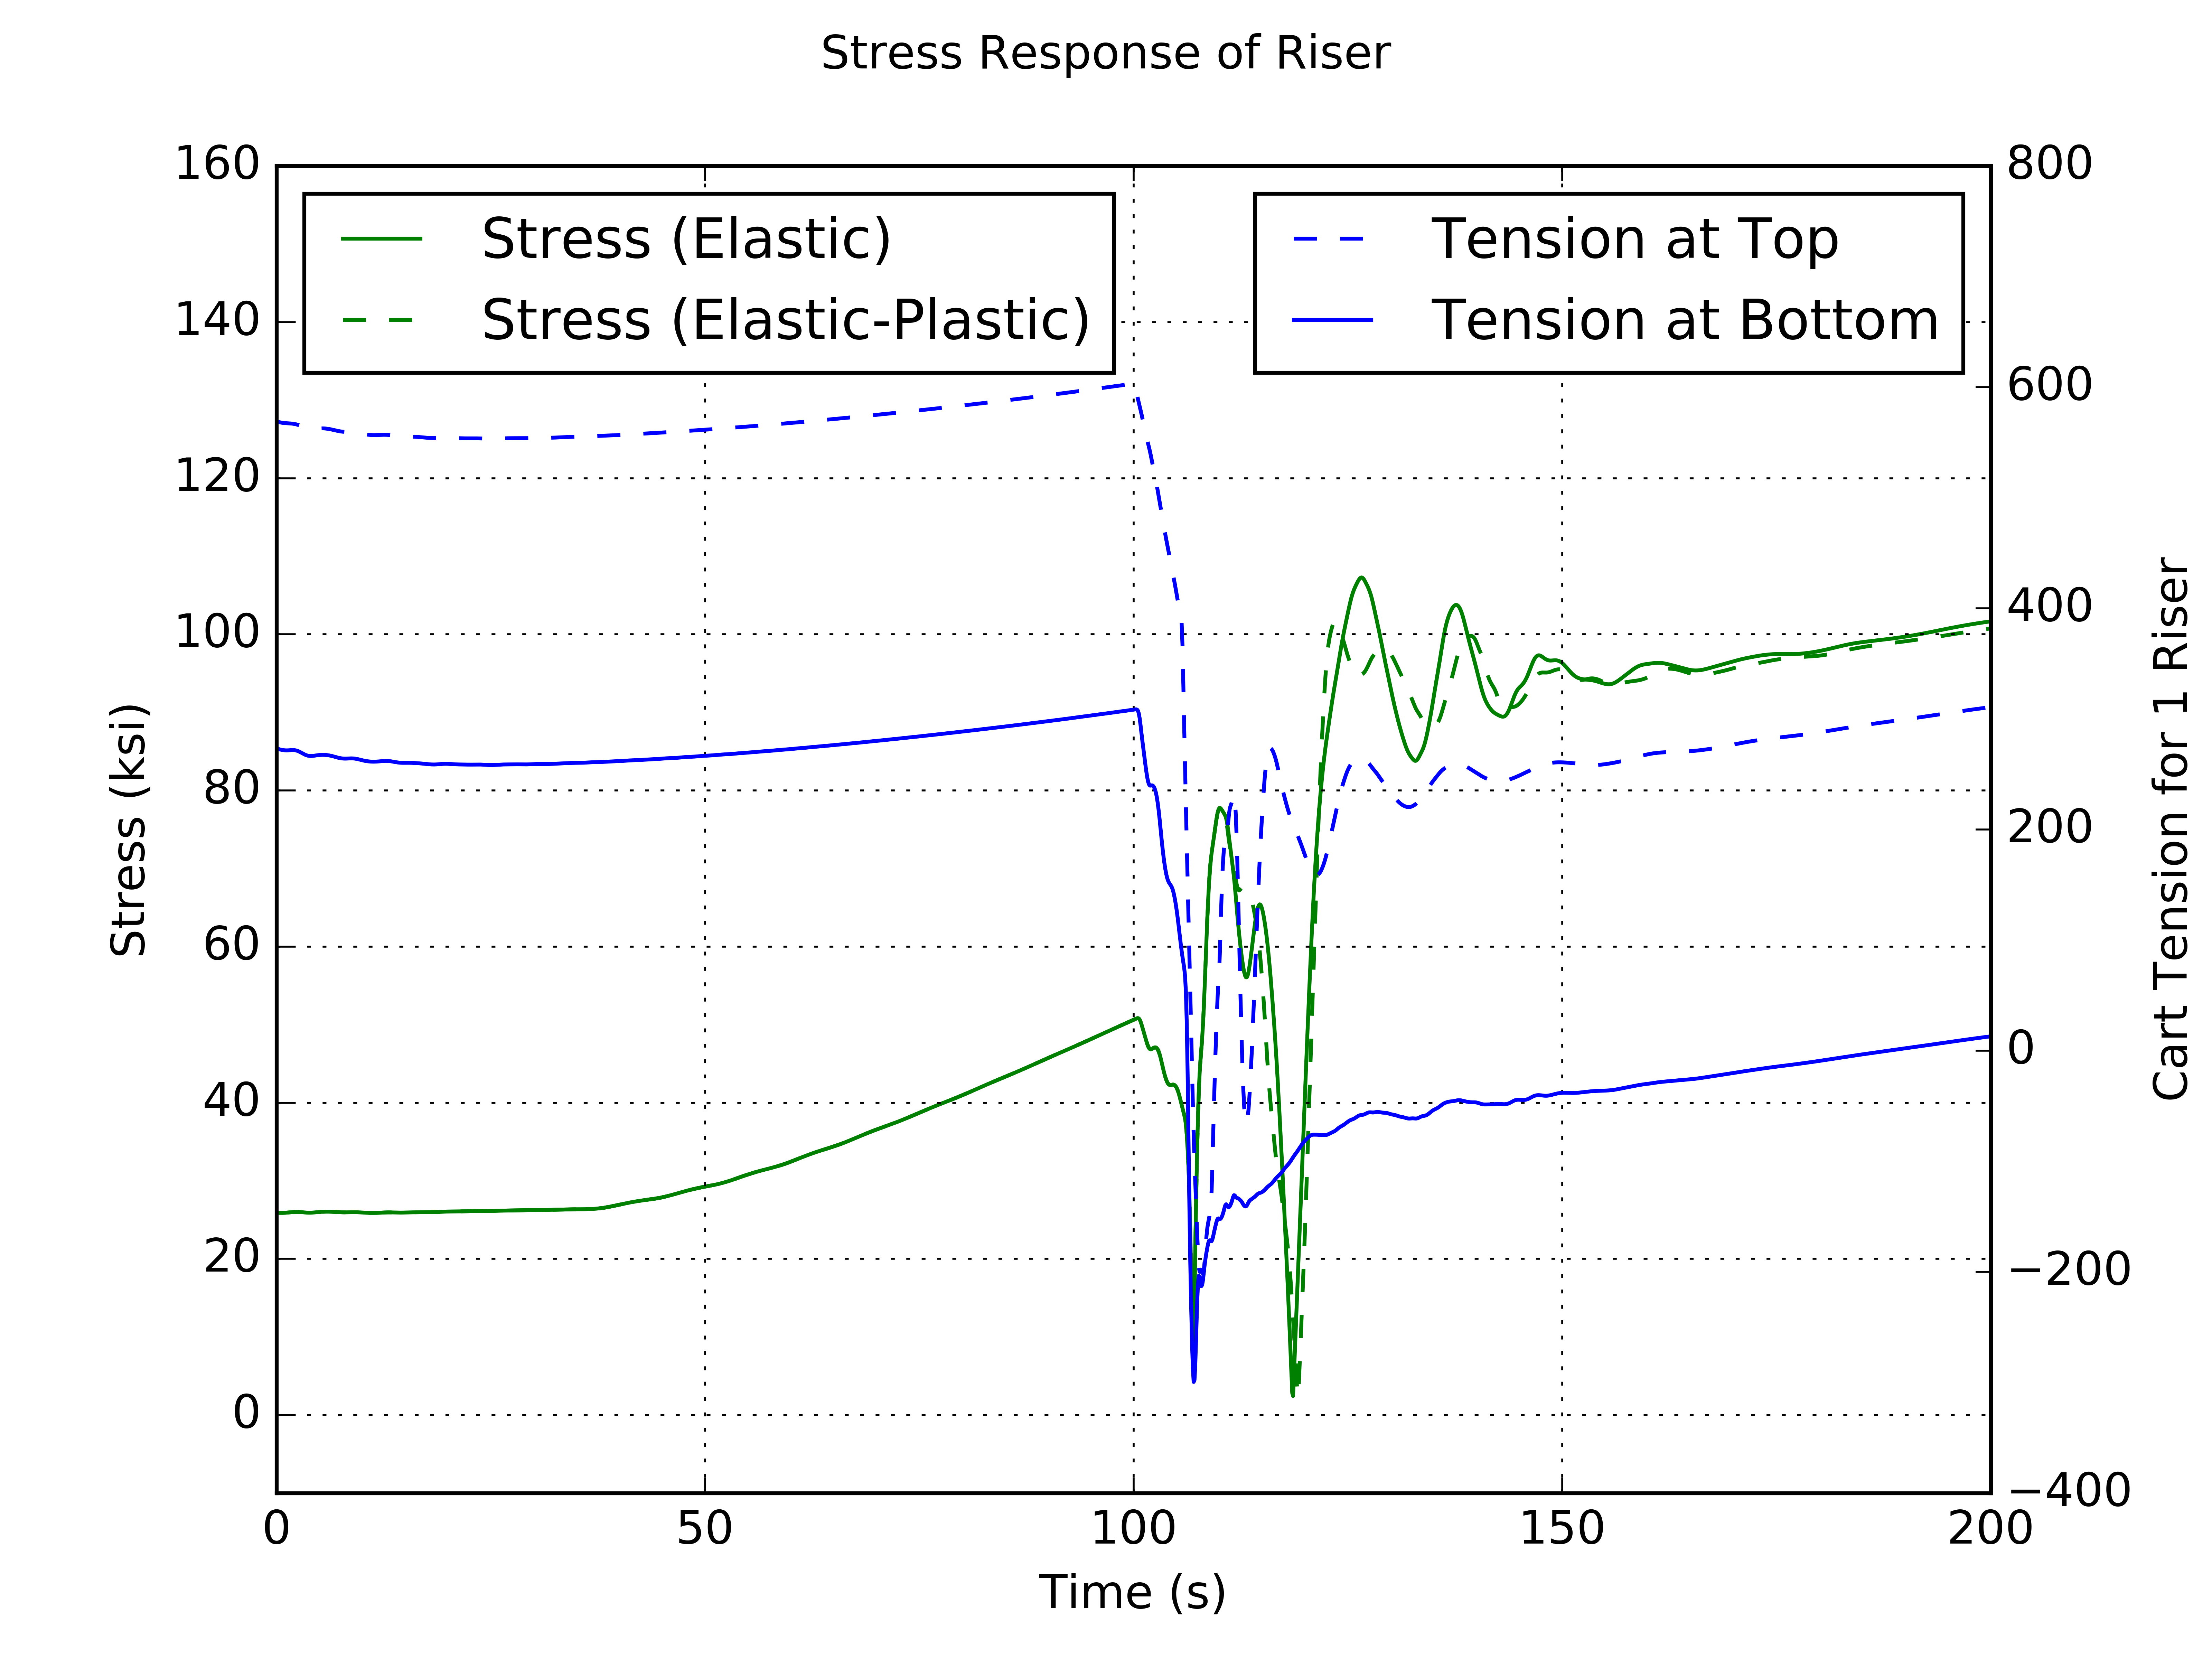 Stress Response of Riser
Stress (Elastic)
Stress (Elastic-Plastic)
Tension at Top
Tension at Bottom
160
140
120
100
80
60
40
20
0
Stress (ksi)
800
600
400
200
0
−200
−400
Cart Tension for 1 Riser
0 50 100 150 200
Time (s)